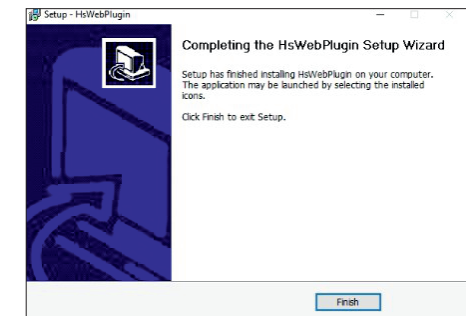 Setup - HsWebPlugin
Completing the HsWebPlugin Setup Wizard
Setup has finished installing HsWebPlugin on your computer.
The application may be launched by selecting the installed
icons.
Click Finish to exit Setup.
Finish